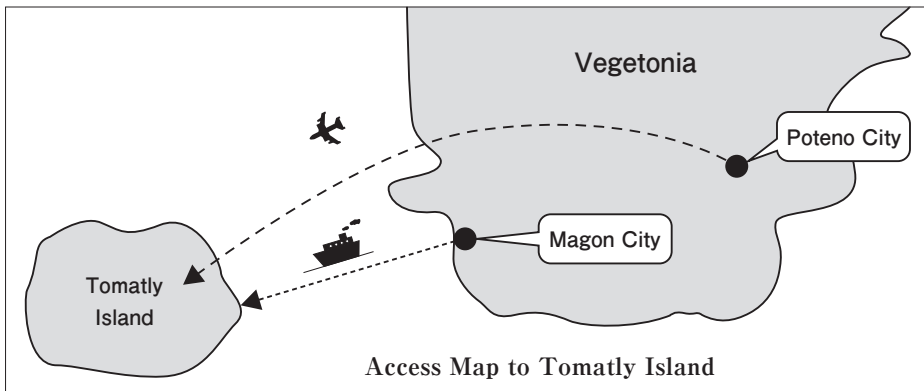 Vegetonia
Poteno City
Magon City
Tomatly
Island
Access Map to Tomatly Island